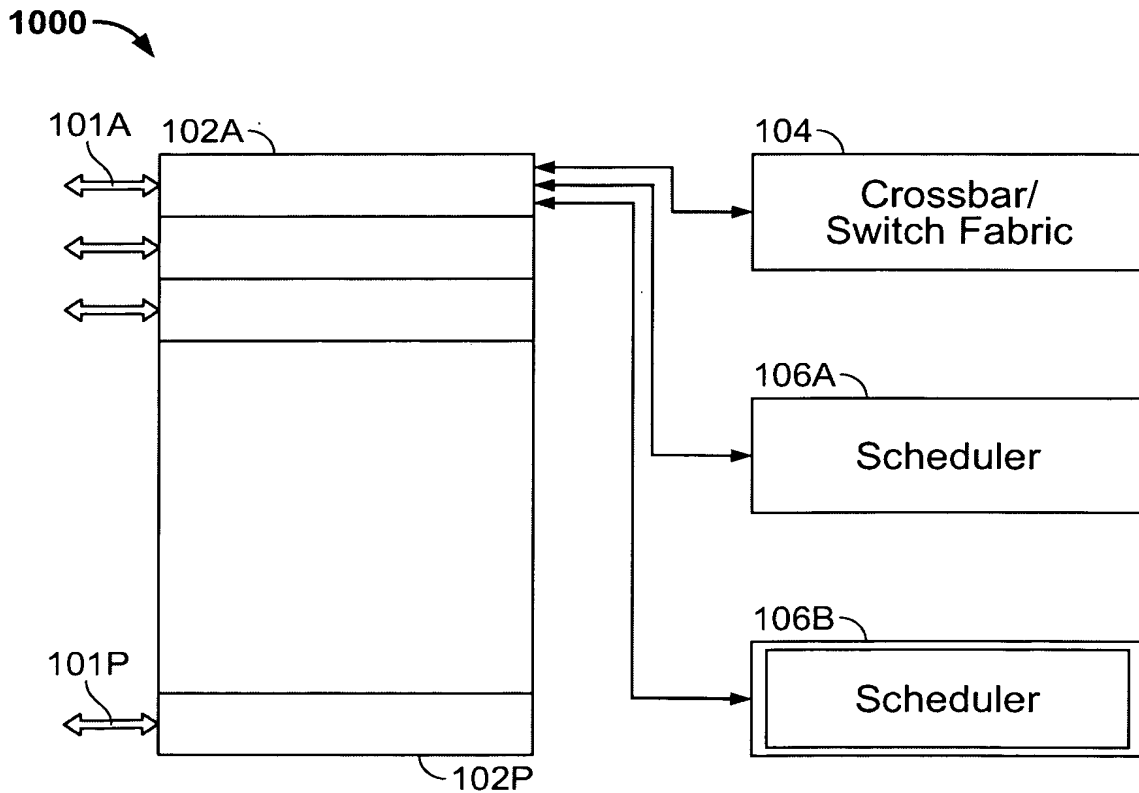 1000
101A
102A
104
Crossbar/
Switch Fabric
106A
Scheduler
106B
Scheduler
101P
102P